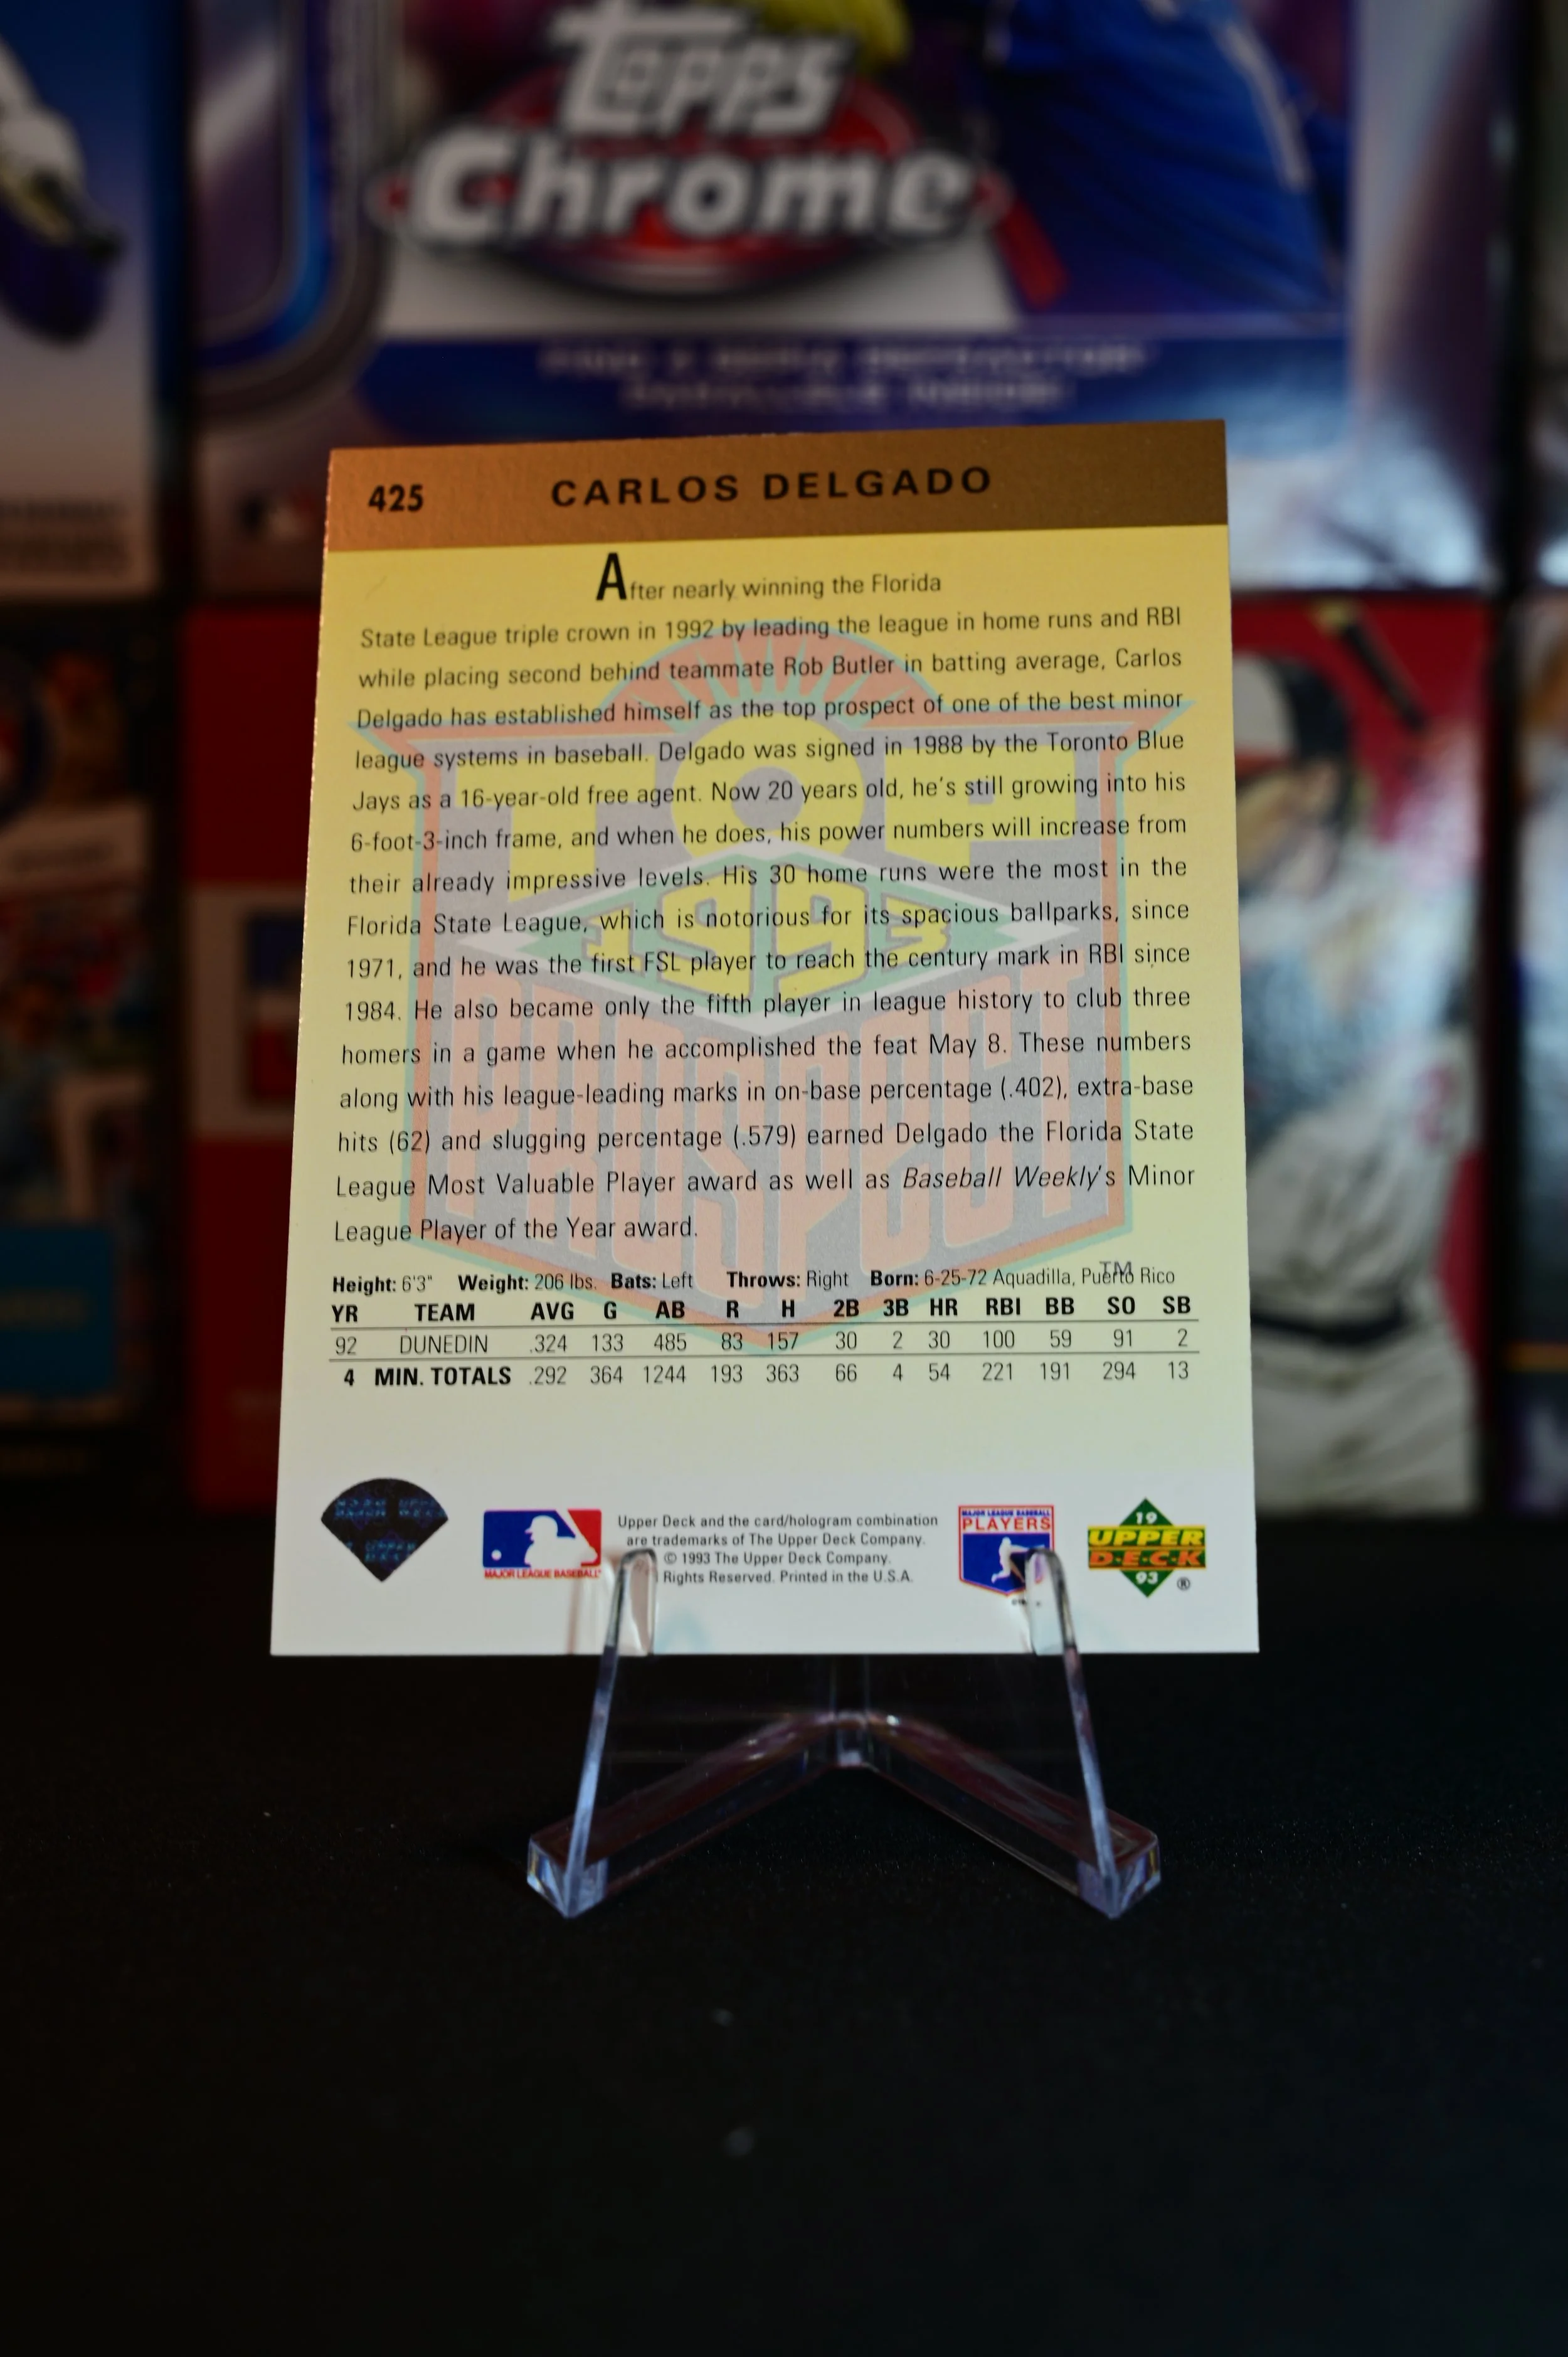 Topps
Chrome
425 CARLOS DELGADO
After nearly winning the Florida
State League triple crown in 1992 by leading the league in home runs and RBI
while placing second behind teammate Rob Butler in batting average, Carlos
Delgado has established himself as the top prospect of one of the best minor
league systems in baseball. Delgado was signed in 1988 by the Toronto Blue
Jays as a 16-year-old free agent. Now 20 years old, he's still growing into his
6-foot-3-inch frame, and when he does, his power numbers will increase from
their already impressive levels. His 30 home runs were the most in the
Florida State League, which is notorious for its spacious ballparks, since
1971, and he was the first FSL player to reach the century mark in RBI since
1984. He also became only the fifth player in league history to club three
homers in a game when he accomplished the feat May 8. These numbers
along with his league-leading marks in on-base percentage (.402), extra-base
hits (62) and slugging percentage (.579) earned Delgado the Florida State
League Most Valuable Player award as well as Baseball Weekly's Minor
League Player of the Year award.
TOP
1993
PROSPECT
TM
Height: 6'3" Weight: 206 lbs. Bats: Left Throws: Right Born: 6-25-72 Aquadilla, Puerto Rico
YR TEAM AVG G AB R H 2B 3B HR RBI BB SO SB
92 DUNEDIN .324 133 485 83 157 30 2 30 100 59 91 2
4 MIN. TOTALS .292 364 1244 193 363 66 4 54 221 191 294 13
MAJOR LEAGUE BASEBALL
Upper Deck and the card/hologram combination
are trademarks of The Upper Deck Company.
© 1993 The Upper Deck Company.
Rights Reserved. Printed in the U.S.A.
MAJOR LEAGUE BASEBALL
PLAYERS
19
UPPER
D·E·C·K
93 ®